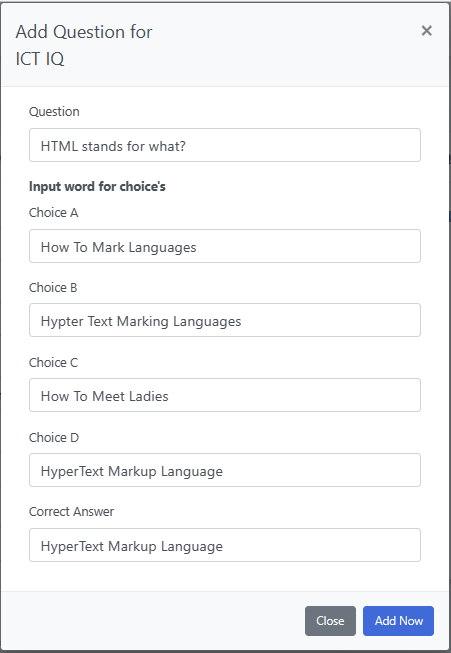 Add Question for
ICT IQ
×
Question
HTML stands for what?
Input word for choice's
Choice A
How To Mark Languages
Choice B
Hypter Text Marking Languages
Choice C
How To Meet Ladies
Choice D
HyperText Markup Language
Correct Answer
HyperText Markup Language
Close Add Now